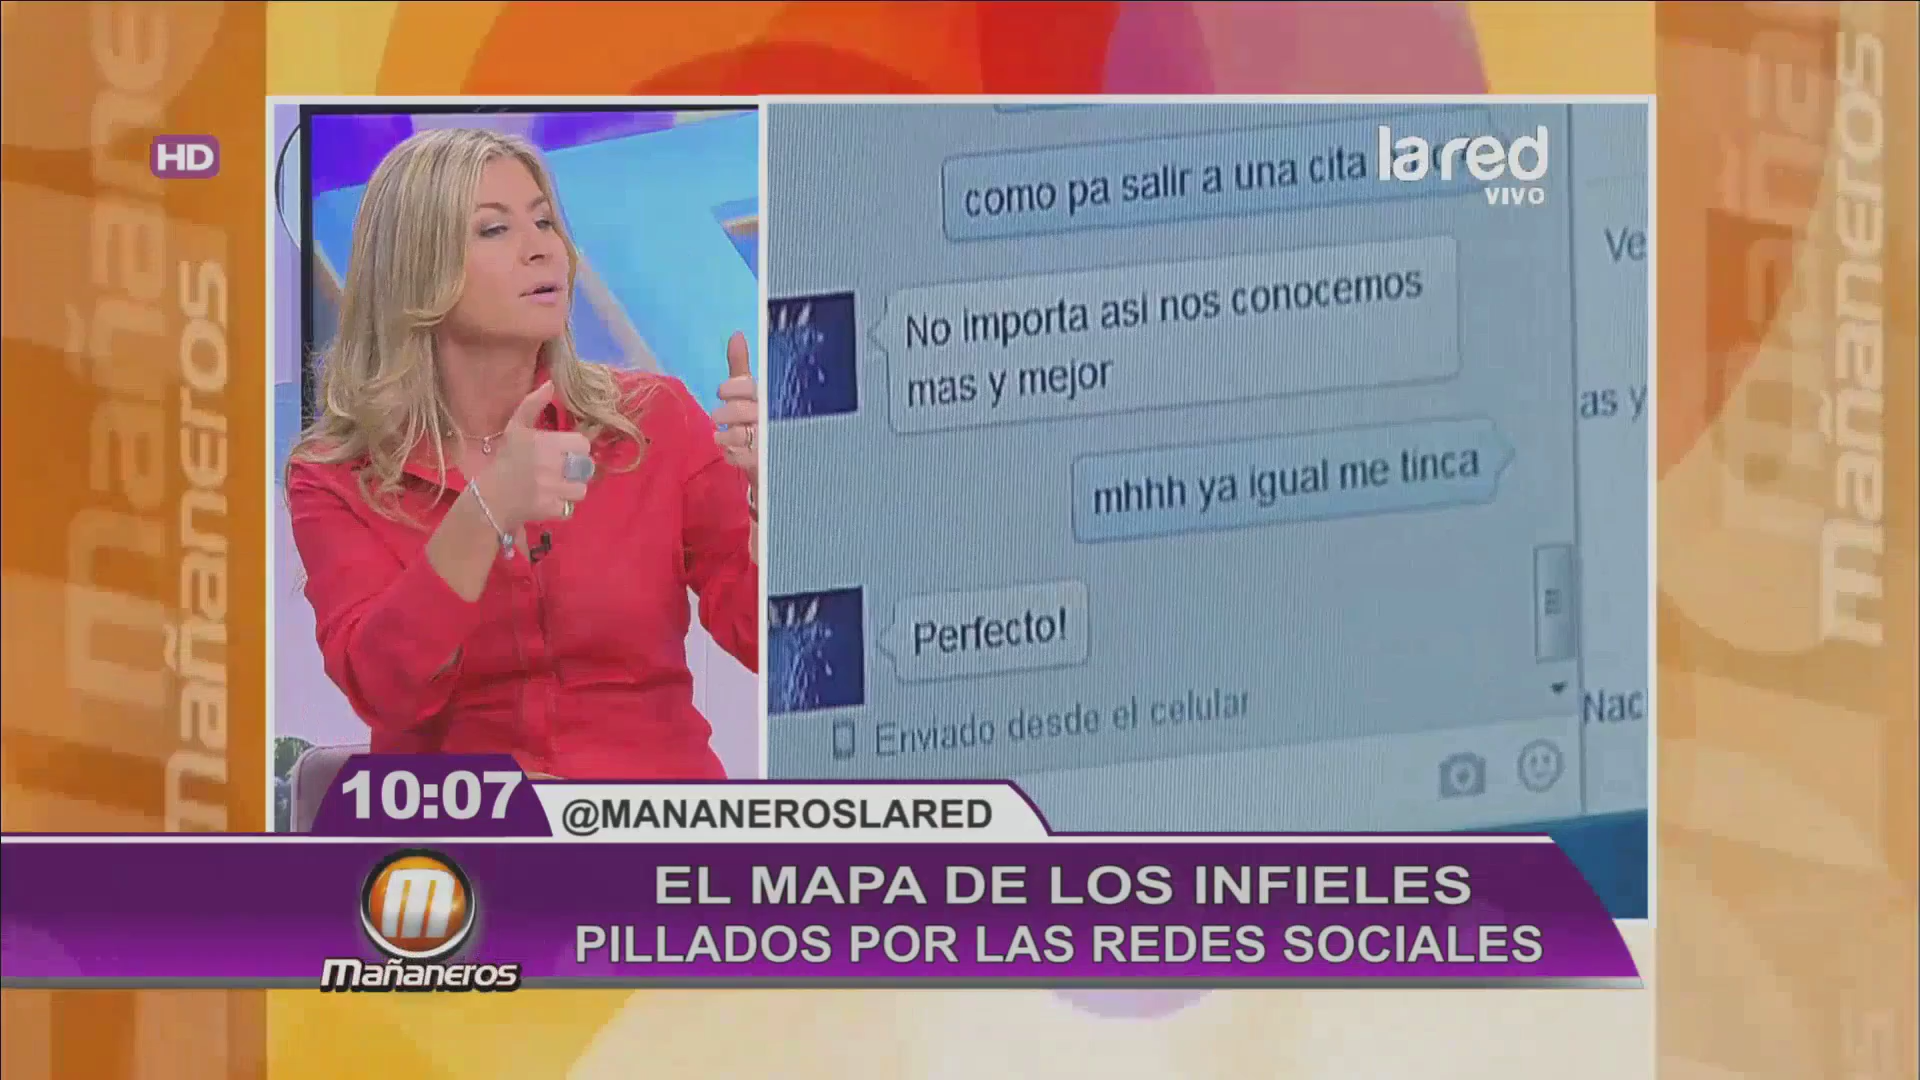 HD
la red
VIVO
como pa salir a una cita
Ve
No importa asi nos conocemos
mas y mejor
as y
mhhh ya igual me tinca
Perfecto!
Enviado desde el celular
Nac
10:07
@MANANEROSLARED
EL MAPA DE LOS INFIELES
PILLADOS POR LAS REDES SOCIALES
Mañaneros
mañaneros
mañaneros